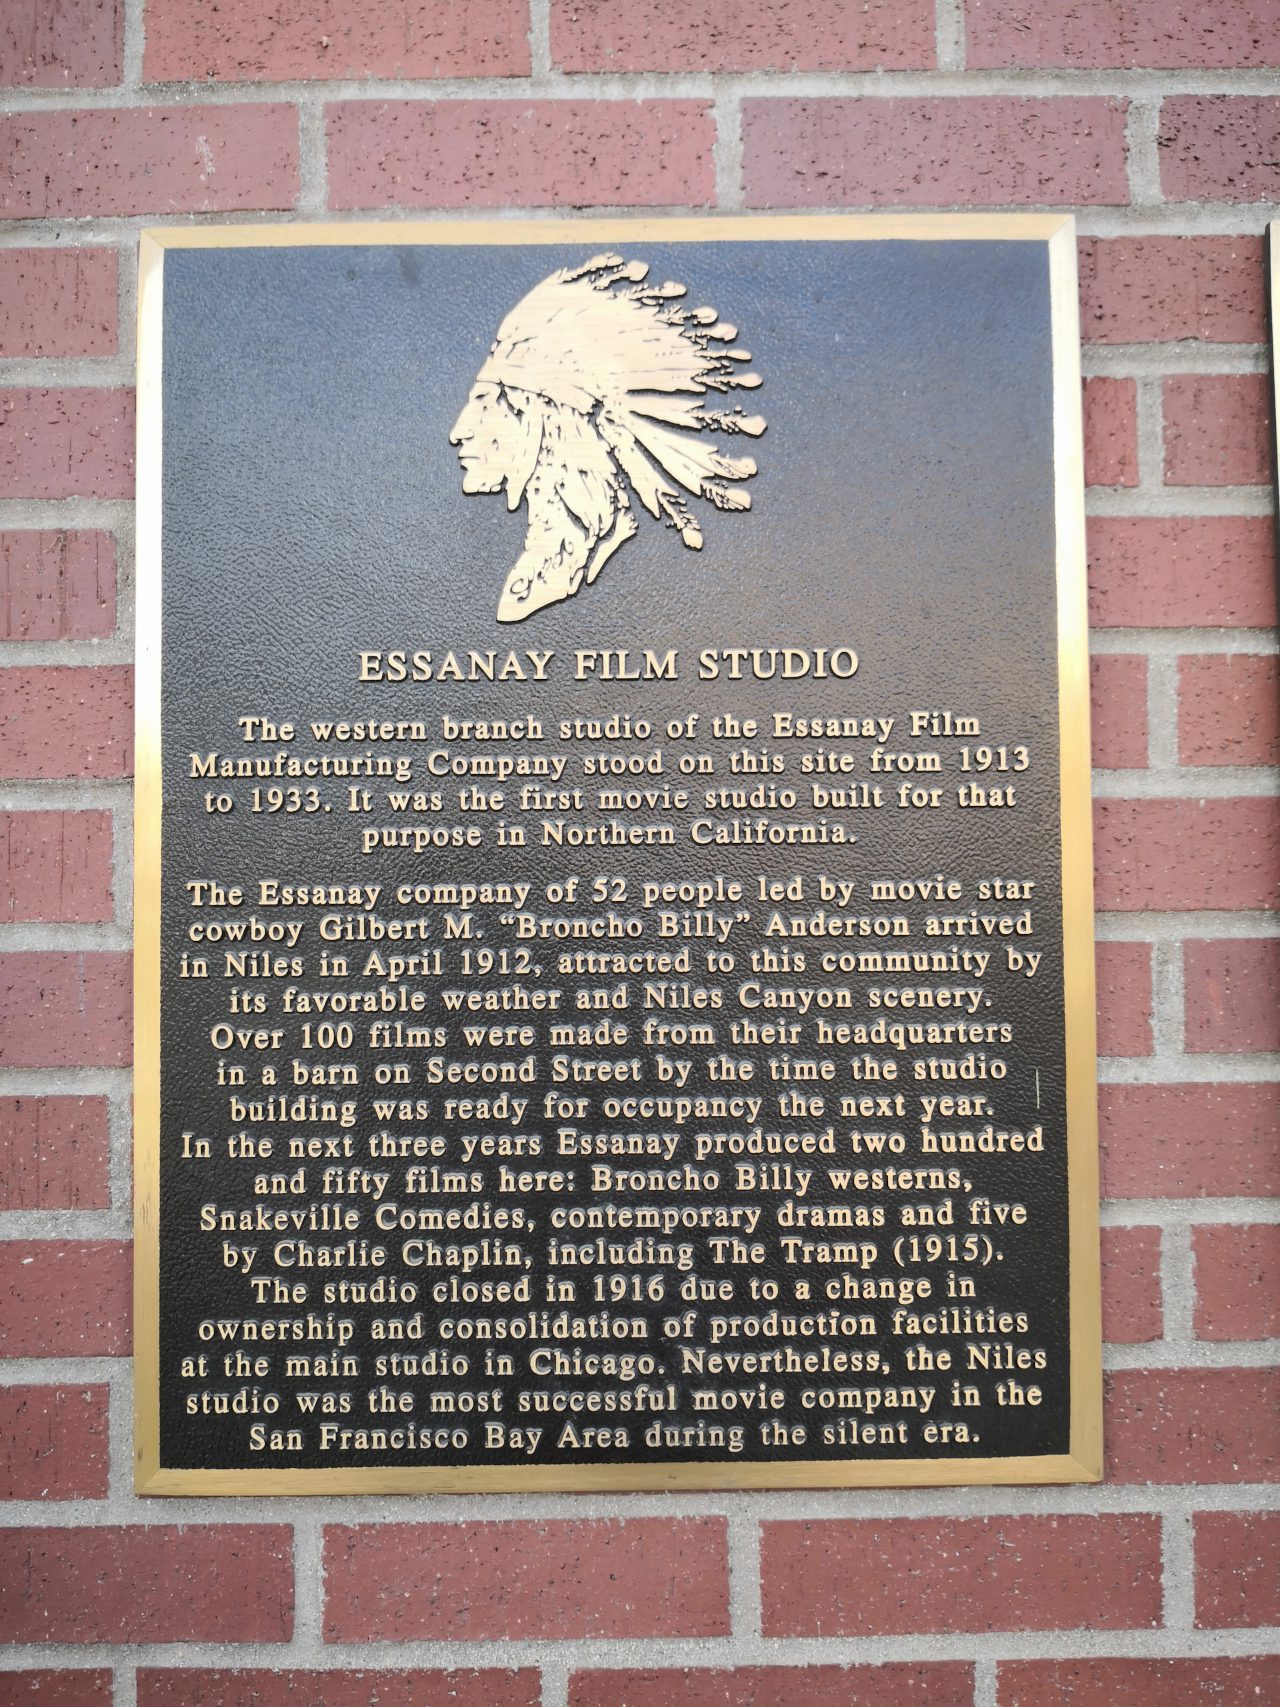 ESSANAY FILM STUDIO
The western branch studio of the Essanay Film
Manufacturing Company stood on this site from 1913
to 1933. It was the first movie studio built for that
purpose in Northern California.
The Essanay company of 52 people led by movie star
cowboy Gilbert M. “Broncho Billy” Anderson arrived
in Niles in April 1912, attracted to this community by
its favorable weather and Niles Canyon scenery.
Over 100 films were made from their headquarters
in a barn on Second Street by the time the studio
building was ready for occupancy the next year.
In the next three years Essanay produced two hundred
and fifty films here: Broncho Billy westerns,
Snakeville Comedies, contemporary dramas and five
by Charlie Chaplin, including The Tramp (1915).
The studio closed in 1916 due to a change in
ownership and consolidation of production facilities
at the main studio in Chicago. Nevertheless, the Niles
studio was the most successful movie company in the
San Francisco Bay Area during the silent era.